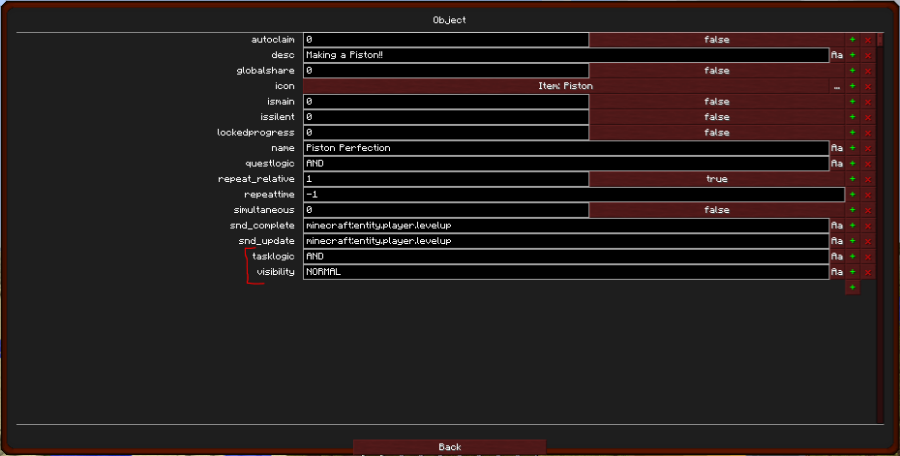 Object
autoclaim 0 false + ×
desc Making a Piston!! Aa + ×
globalshare 0 false + ×
icon Item: Piston ... + ×
ismain 0 false + ×
issilent 0 false + ×
lockedprogress 0 false + ×
name Piston Perfection Aa + ×
questlogic AND Aa + ×
repeat_relative 1 true + ×
repeattime -1 + ×
simultaneous 0 false + ×
snd_complete minecraft:entity.player.levelup Aa + ×
snd_update minecraft:entity.player.levelup Aa + ×
tasklogic AND Aa + ×
visibility NORMAL Aa + ×
+
Back